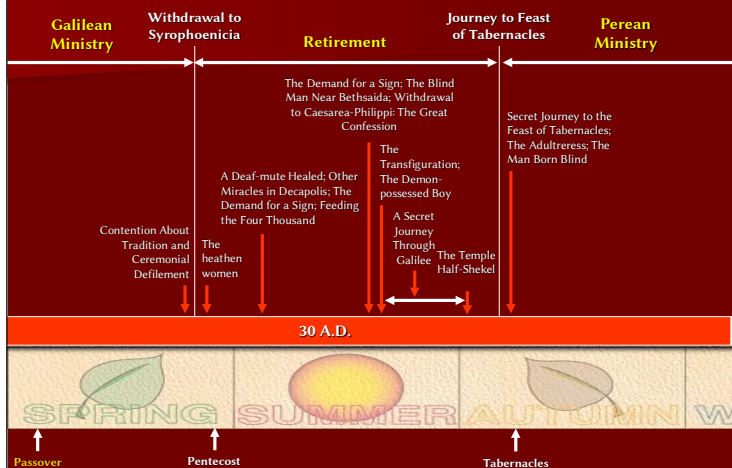 Galilean
Ministry
Withdrawal to
Syrophoenicia
Retirement
Journey to Feast
of Tabernacles
Perean
Ministry
The Demand for a Sign; The Blind
Man Near Bethsaida; Withdrawal
to Caesarea-Philippi: The Great
Confession
Secret Journey to the
Feast of Tabernacles;
The Adultreress; The
Man Born Blind
The
Transfiguration;
The Demon-
possessed Boy
A Deaf-mute Healed; Other
Miracles in Decapolis; The
Demand for a Sign; Feeding
the Four Thousand
A Secret
Journey
Through
Galilee
Contention About
Tradition and
Ceremonial
Defilement
The
heathen
women
The Temple
Half-Shekel
30 A.D.
SPRING
SUMMER
AUTUMN
W
Passover
Pentecost
Tabernacles